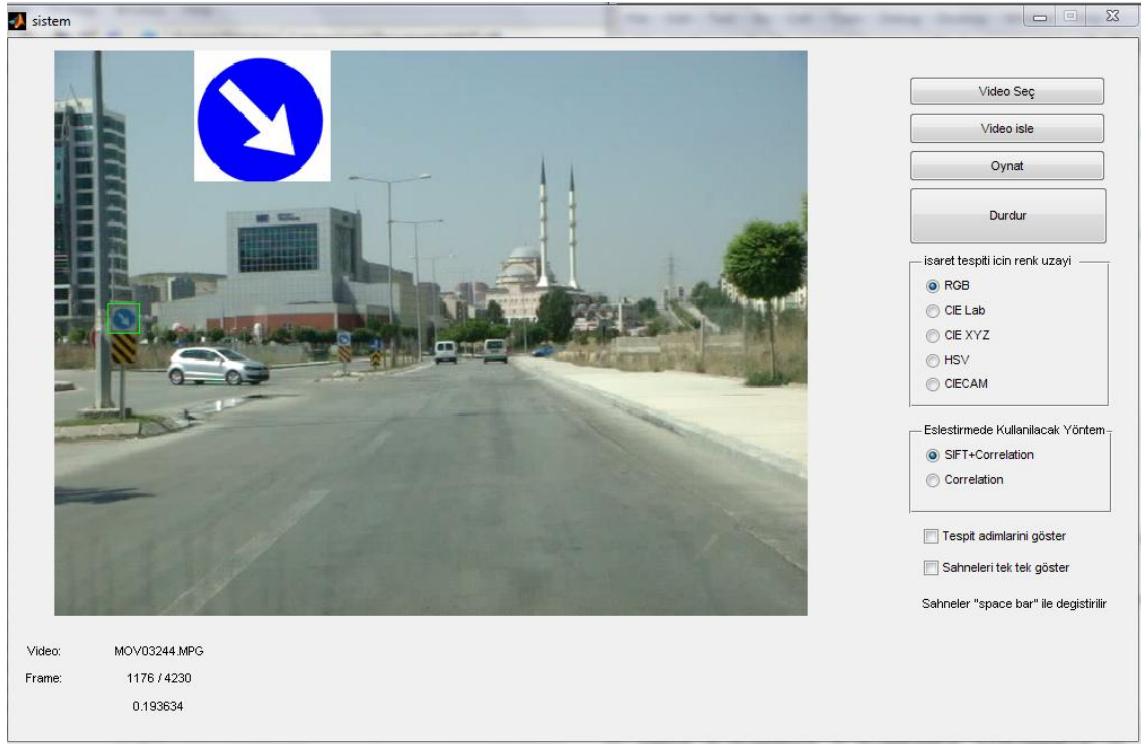 sistem
Video Seç
Video isle
Oynat
Durdur
isaret tespiti icin renk uzayi
RGB
CIE Lab
CIE XYZ
HSV
CIECAM
Eslestirmede Kullanilacak Yöntem
SIFT+Correlation
Correlation
Tespit adimlarini göster
Sahneleri tek tek göster
Sahneler "space bar" ile degistirilir
Video: MOV03244.MPG
Frame: 1176 / 4230
0.193634